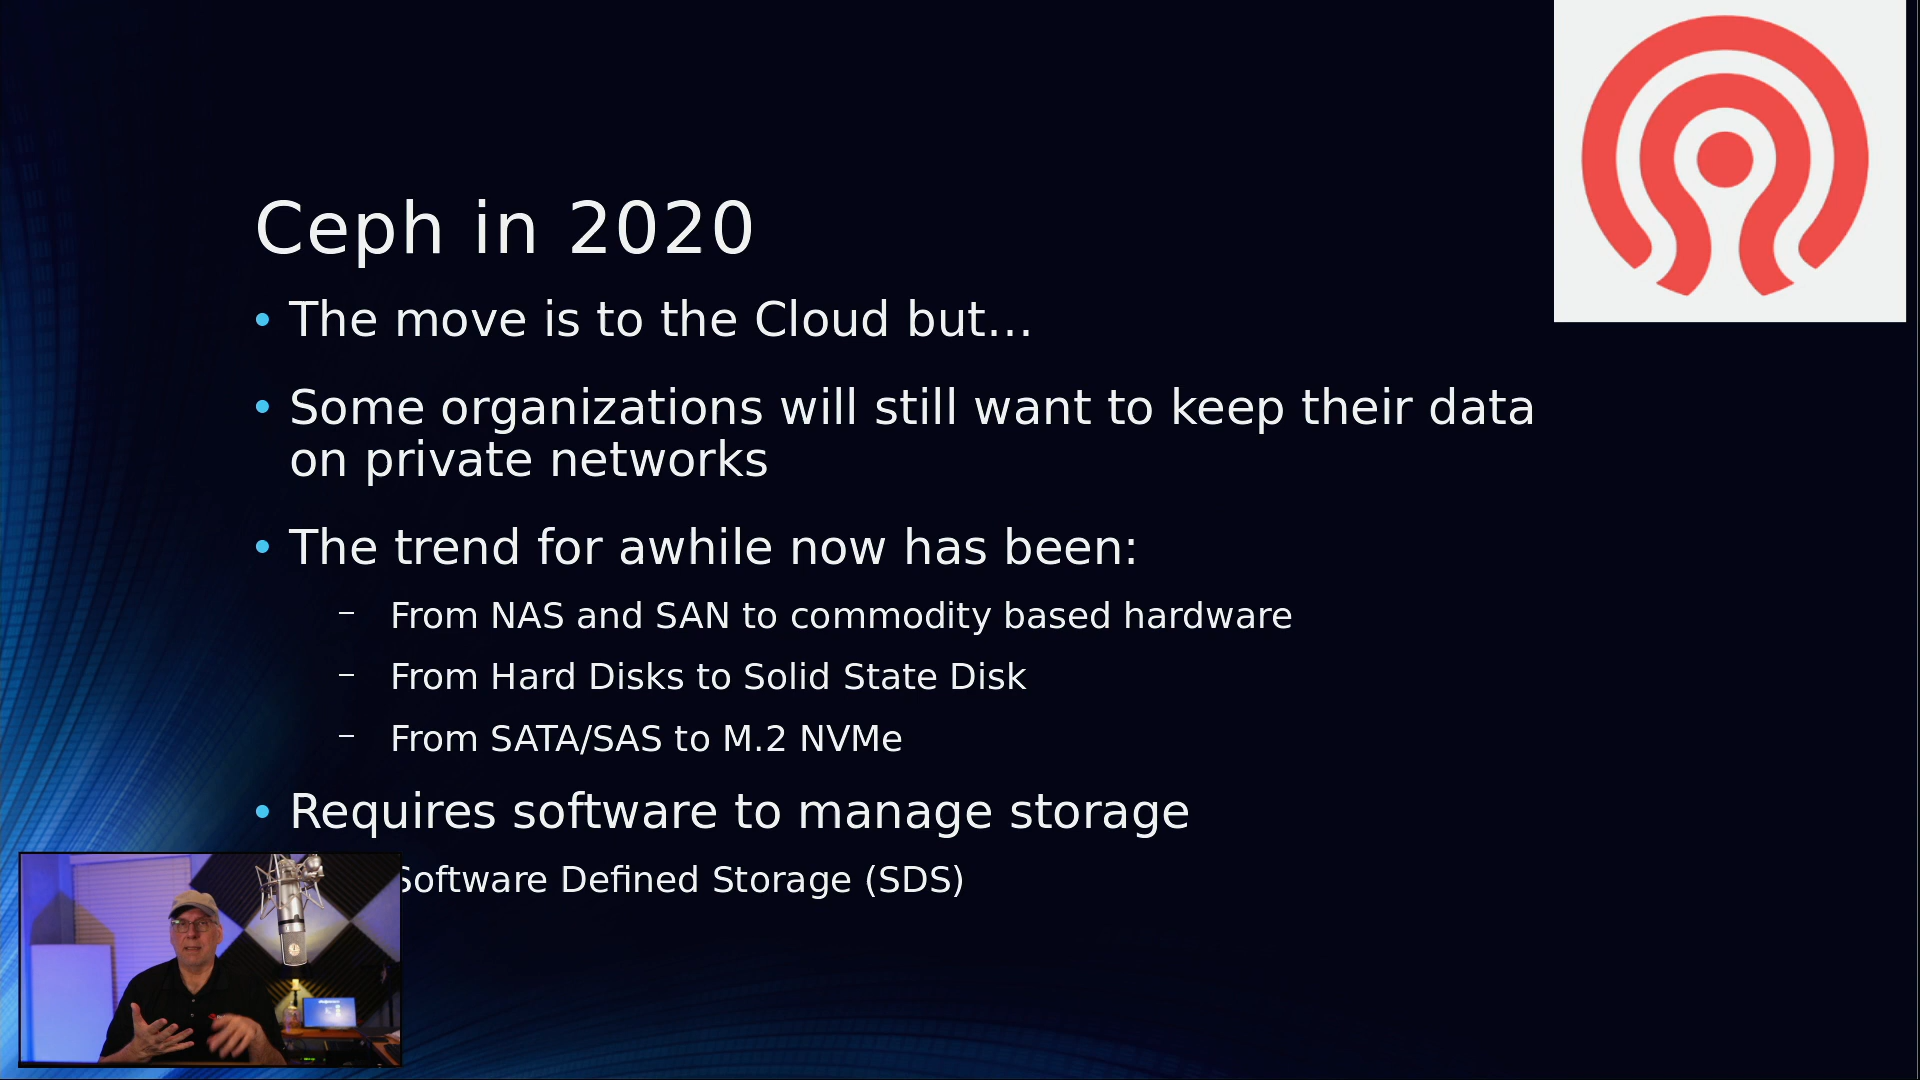 Ceph in 2020
• The move is to the Cloud but...
• Some organizations will still want to keep their data
on private networks
• The trend for awhile now has been:
– From NAS and SAN to commodity based hardware
– From Hard Disks to Solid State Disk
– From SATA/SAS to M.2 NVMe
• Requires software to manage storage
Software Defined Storage (SDS)